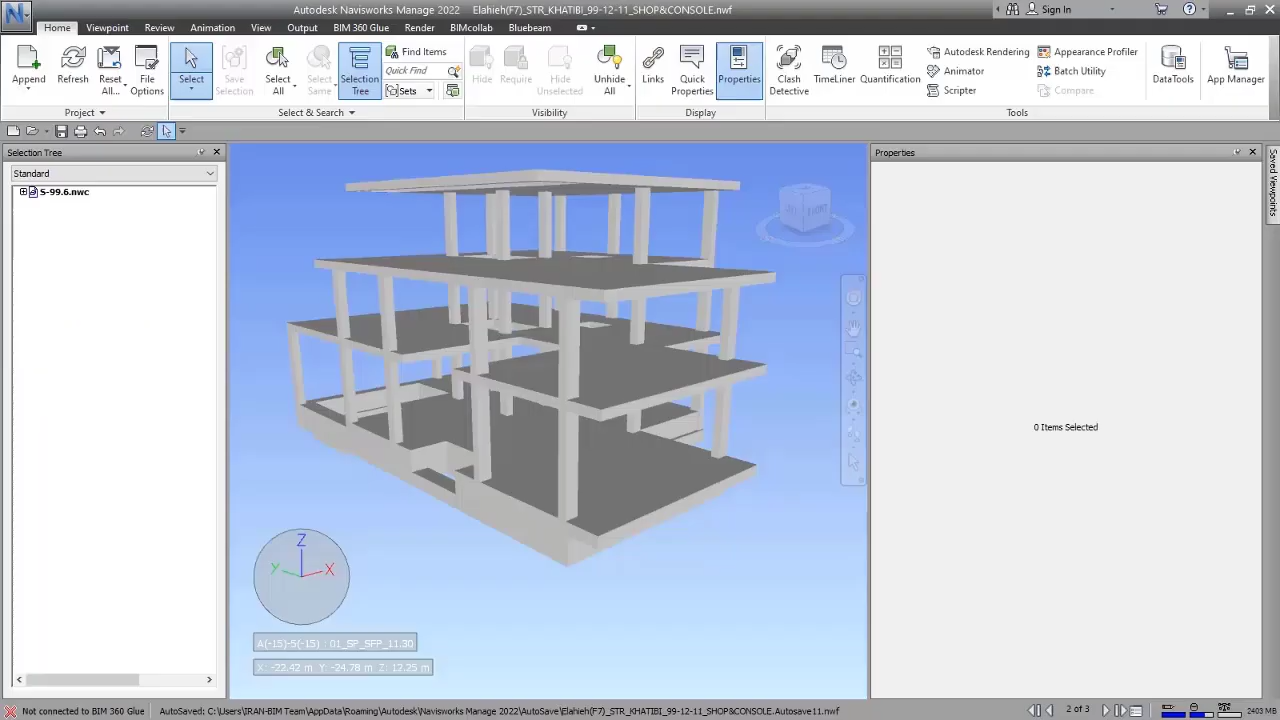 Autodesk Navisworks Manage 2022 Elahieh(F7)_STR_KHATIBI_99-12-11_SHOP&CONSOLE.nwf
Sign In
Home Viewpoint Review Animation View Output BIM 360 Glue Render BIMcollab Bluebeam
Append
Refresh
Reset All...
File Options
Project
Select
Save Selection
Select All
Select Same
Selection Tree
Find Items
Quick Find
Sets
Select & Search
Hide
Require
Hide Unselected
Unhide All
Visibility
Links
Quick Properties
Properties
Display
Clash Detective
TimeLiner
Quantification
Autodesk Rendering
Animator
Scripter
Appearance Profiler
Batch Utility
Compare
Tools
DataTools
App Manager
Selection Tree
Standard
S-99.6.nwc
FRONT
Z
Y
X
A(-15)-5(-15) : 01_SP_SFP_11.30
X: -22.42 m Y: -24.78 m Z: 12.25 m
Properties
0 Items Selected
Saved Viewpoints
Not connected to BIM 360 Glue
AutoSaved: C:\Users\IRAN-BIM Team\AppData\Roaming\Autodesk\Navisworks Manage 2022\AutoSave\Elahieh(F7)_STR_KHATIBI_99-12-11_SHOP&CONSOLE.Autosave11.nwf
2 of 3
2403 MB